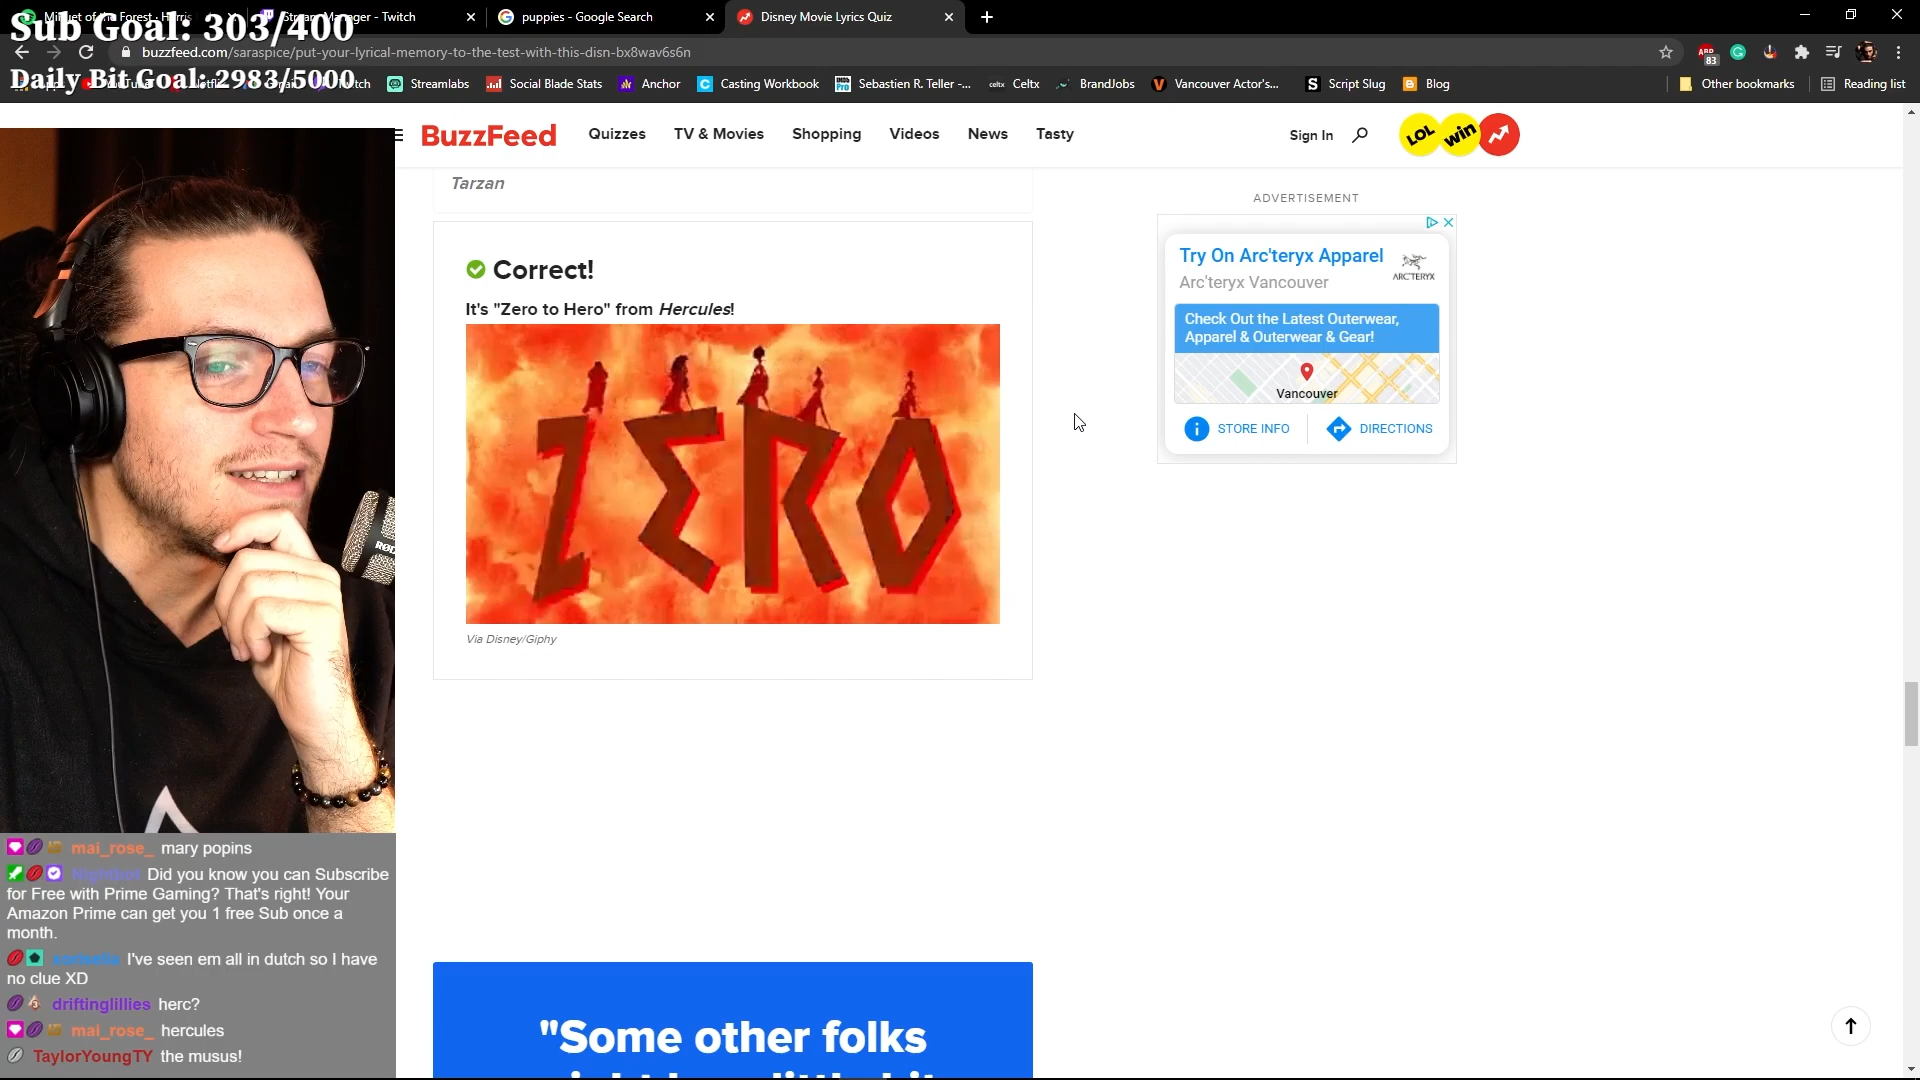 Sub Goal: 303/400
Daily Bit Goal: 2983/5000
Stream Manager - Twitch
puppies - Google Search
Disney Movie Lyrics Quiz
buzzfeed.com/saraspice/put-your-lyrical-memory-to-the-test-with-this-disn-bx8wav6s6n
83
Streamlabs
Social Blade Stats
Anchor
Casting Workbook
Sebastien R. Teller -...
Celtx
BrandJobs
Vancouver Actor's...
Script Slug
Blog
Other bookmarks
Reading list
BuzzFeed
Quizzes
TV & Movies
Shopping
Videos
News
Tasty
Sign In
LOL
win
Tarzan
Correct!
It's "Zero to Hero" from Hercules!
ZERO
Via Disney/Giphy
"Some other folks
ADVERTISEMENT
Try On Arc'teryx Apparel
Arc'teryx Vancouver
ARC'TERYX
Check Out the Latest Outerwear,
Apparel & Outerwear & Gear!
Vancouver
STORE INFO
DIRECTIONS
RØD
mai_rose_ mary popins
Nightbot Did you know you can Subscribe
for Free with Prime Gaming? That's right! Your
Amazon Prime can get you 1 free Sub once a
month.
I've seen em all in dutch so I have
no clue XD
driftinglillies herc?
mai_rose_ hercules
TaylorYoungTY the musus!